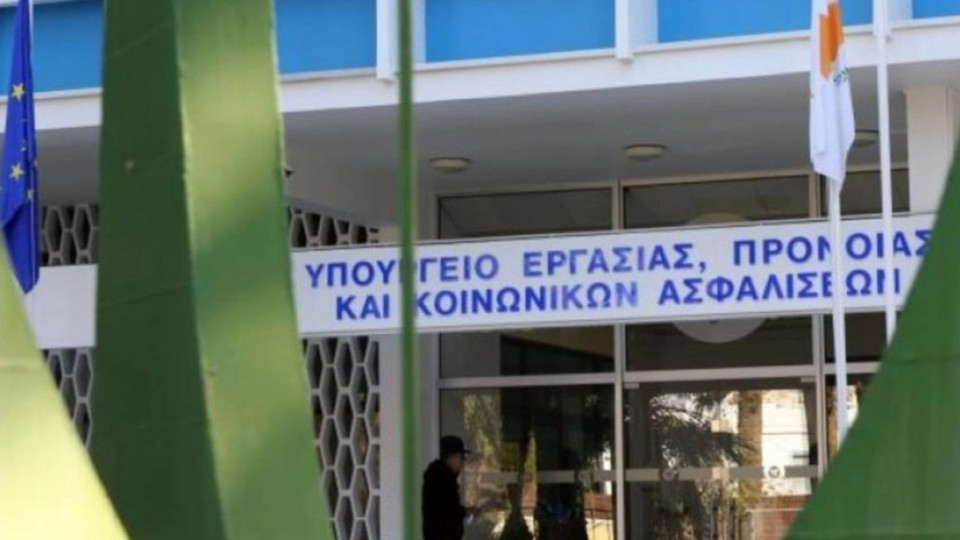 ΥΠΟΥΡΓΕΙΟ ΕΡΓΑΣΙΑΣ, ΠΡΟΝΟΙΑΣ
ΚΑΙ ΚΟΙΝΩΝΙΚΩΝ ΑΣΦΑΛΙΣΕΩΝ